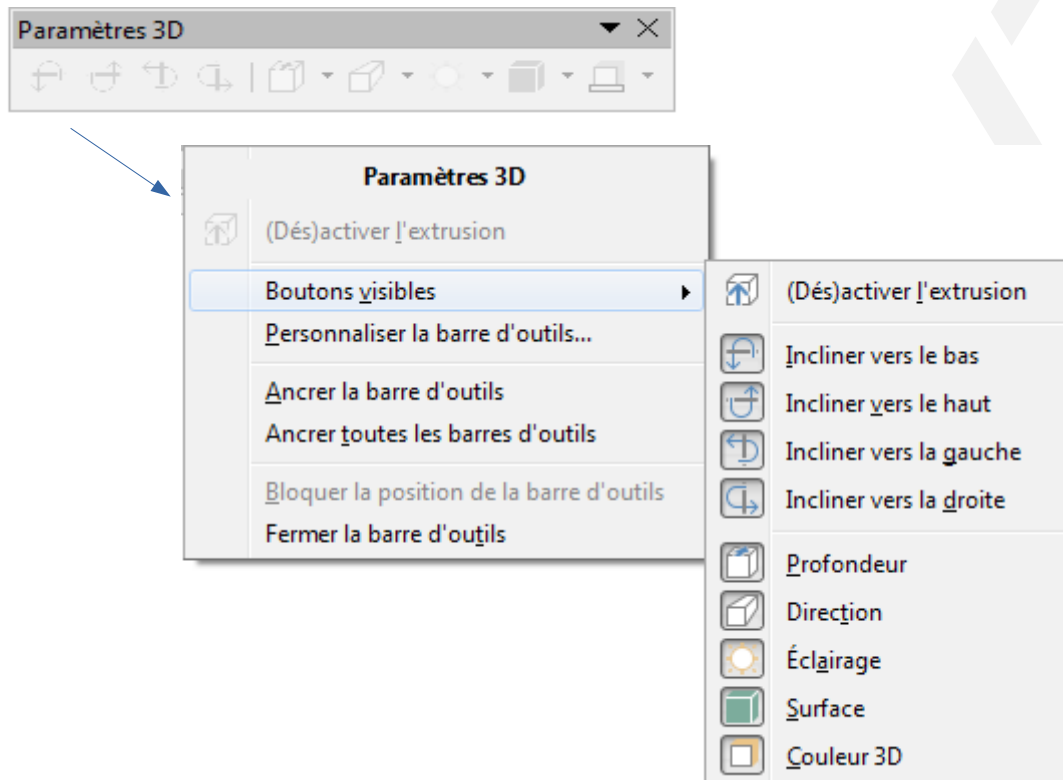 Paramètres 3D
Paramètres 3D
(Dés)activer l'extrusion
Boutons visibles
Personnaliser la barre d'outils...
Ancrer la barre d'outils
Ancrer toutes les barres d'outils
Bloquer la position de la barre d'outils
Fermer la barre d'outils
(Dés)activer l'extrusion
Incliner vers le bas
Incliner vers le haut
Incliner vers la gauche
Incliner vers la droite
Profondeur
Direction
Éclairage
Surface
Couleur 3D